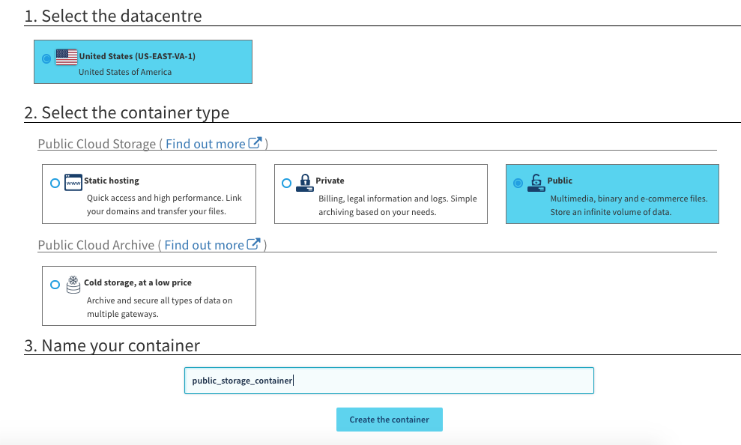 1. Select the datacentre
United States (US-EAST-VA-1)
United States of America
2. Select the container type
Public Cloud Storage ( Find out more )
www
Static hosting
Quick access and high performance. Link
your domains and transfer your files.
Private
Billing, legal information and logs. Simple
archiving based on your needs.
Public
Multimedia, binary and e-commerce files.
Store an infinite volume of data.
Public Cloud Archive ( Find out more )
Cold storage, at a low price
Archive and secure all types of data on
multiple gateways.
3. Name your container
public_storage_container
Create the container